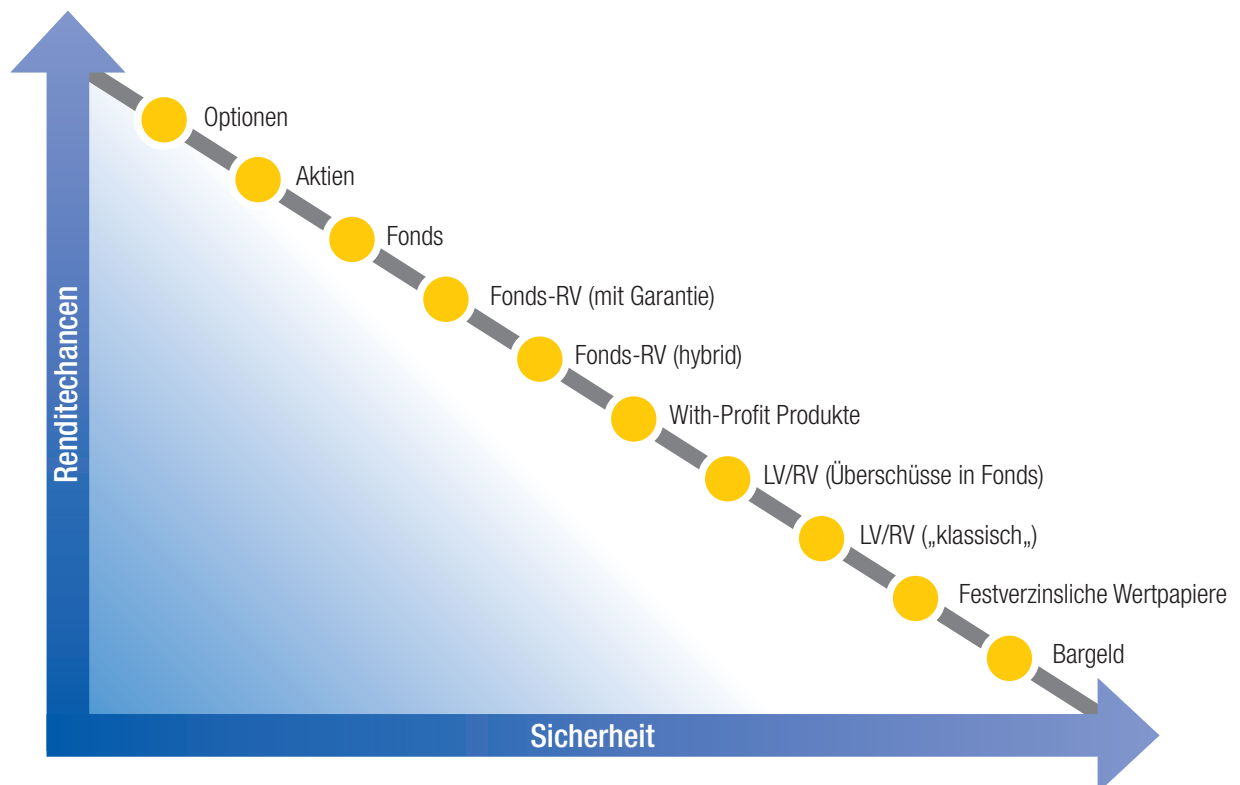 Optionen
Aktien
Fonds
Fonds-RV (mit Garantie)
Fonds-RV (hybrid)
With-Profit Produkte
LV/RV (Überschüsse in Fonds)
LV/RV („klassisch„)
Festverzinsliche Wertpapiere
Bargeld
Renditechancen
Sicherheit